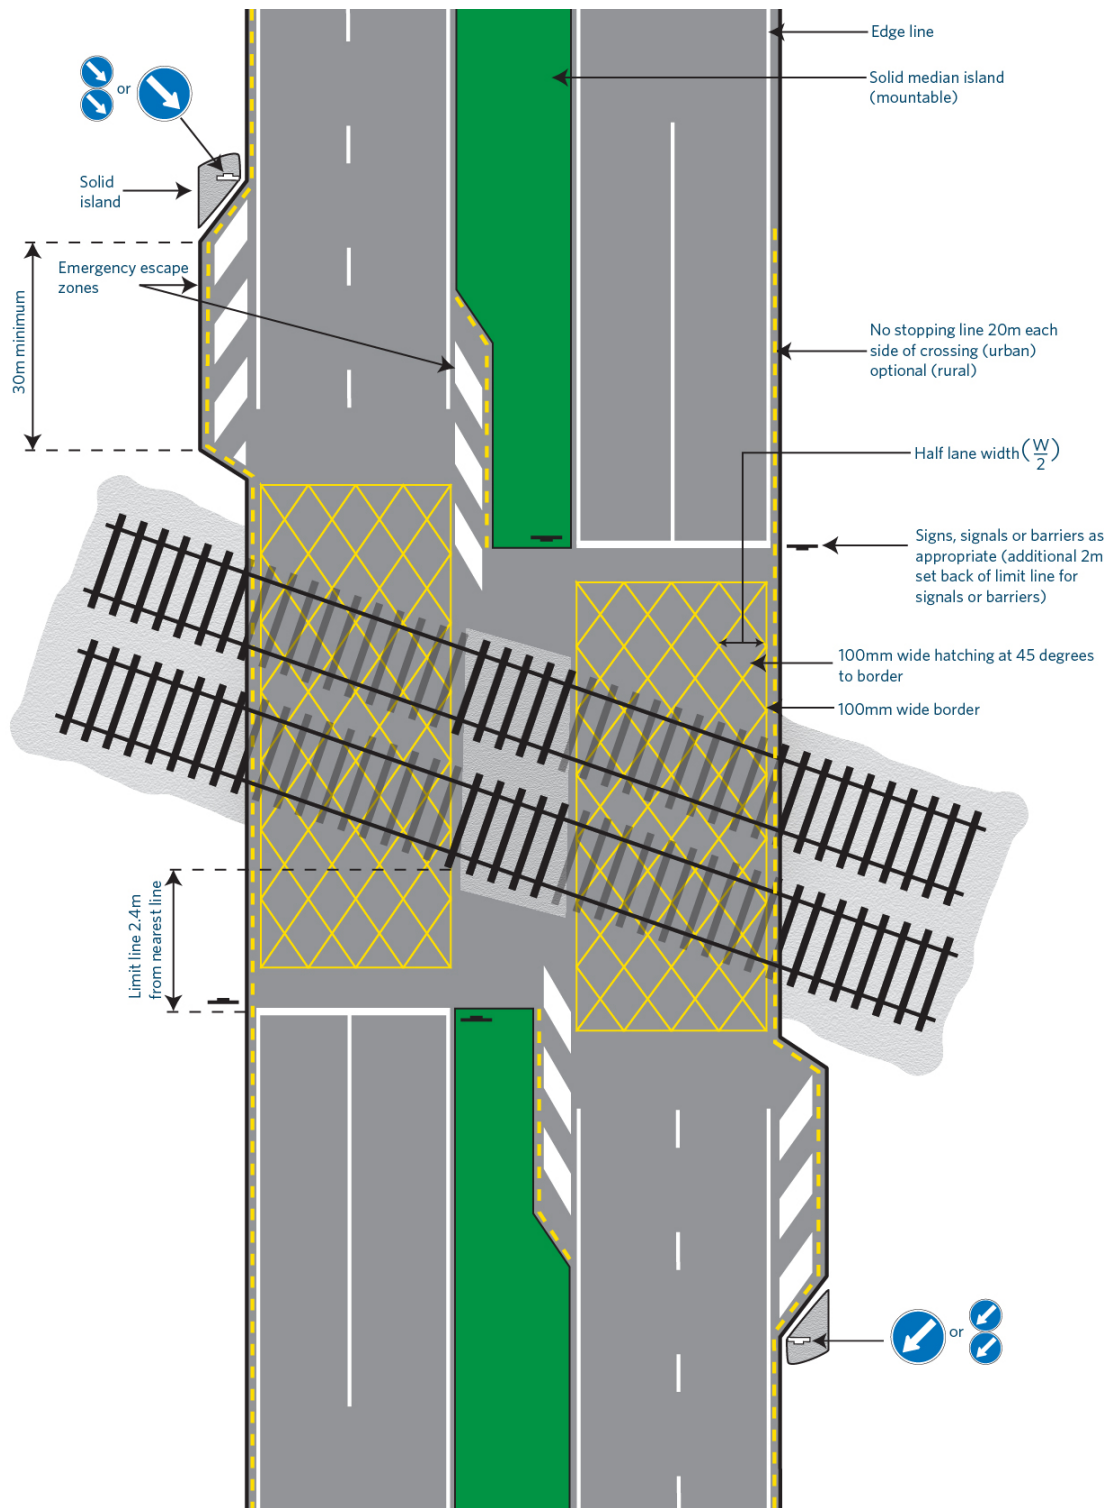 Edge line
Solid median island
(mountable)
or
Solid
island
Emergency escape
zones
30m minimum
No stopping line 20m each
side of crossing (urban)
optional (rural)
Half lane width (W/2)
Signs, signals or barriers as
appropriate (additional 2m
set back of limit line for
signals or barriers)
100mm wide hatching at 45 degrees
to border
100mm wide border
Limit line 2.4m
from nearest line
or